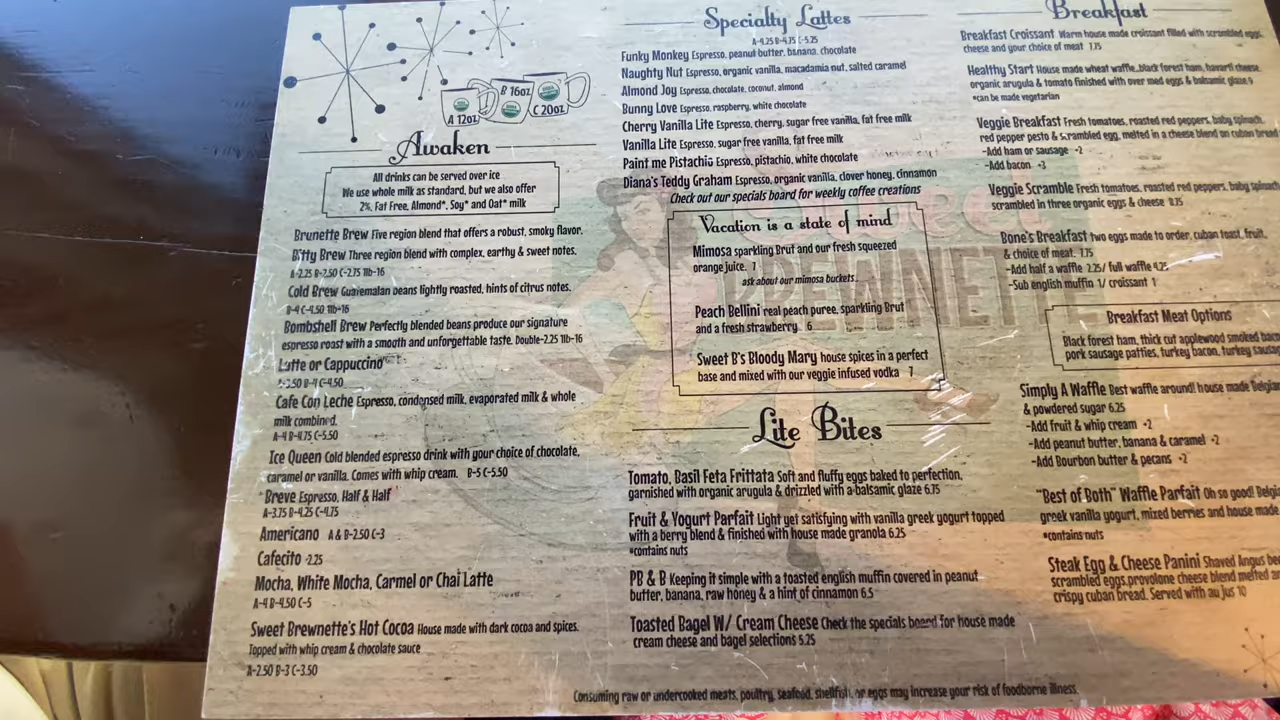 B 16oz
A 12oz
C 20oz
Awaken
All drinks can be served over ice
We use whole milk as standard, but we also offer
2%, Fat Free, Almond*, Soy* and Oat* milk
Brunette Brew Five region blend that offers a robust, smoky flavor.
Bitty Brew Three region blend with complex, earthy & sweet notes.
A-2.25 B-2.50 C-2.75 1lb-16
Cold Brew Guatemalan beans lightly roasted, hints of citrus notes.
B-4 C-4.50 1lb-16
Bombshell Brew Perfectly blended beans produce our signature
espresso roast with a smooth and unforgettable taste. Double-2.25 1lb-16
Latte or Cappuccino
B-4 C-4.50
Cafe Con Leche Espresso, condensed milk, evaporated milk & whole
milk combined.
A-4 B-4.75 C-5.50
Ice Queen Cold blended espresso drink with your choice of chocolate,
caramel or vanilla. Comes with whip cream. B-5 C-5.50
Breve Espresso, Half & Half
A-3.75 B-4.25 C-4.75
Americano A & B-2.50 C-3
Cafecito -2.25
Mocha, White Mocha, Carmel or Chai Latte
A-4 B-4.50 C-5
Sweet Brewnette's Hot Cocoa House made with dark cocoa and spices.
Topped with whip cream & chocolate sauce
A-2.50 B-3 C-3.50
Specialty Lattes
A-4.25 B-4.75 C-5.25
Funky Monkey Espresso, peanut butter, banana, chocolate
Naughty Nut Espresso, organic vanilla, macadamia nut, salted caramel
Almond Joy Espresso, chocolate, coconut, almond
Bunny Love Espresso, raspberry, white chocolate
Cherry Vanilla Lite Espresso, cherry, sugar free vanilla, fat free milk
Vanilla Lite Espresso, sugar free vanilla, fat free milk
Paint me Pistachio Espresso, pistachio, white chocolate
Diana's Teddy Graham Espresso, organic vanilla, clover honey, cinnamon
Check out our specials board for weekly coffee creations
Sweet
BREWNETTE
Vacation is a state of mind
Mimosa sparkling Brut and our fresh squeezed
orange juice. 7
ask about our mimosa buckets
Peach Bellini real peach puree, sparkling Brut
and a fresh strawberry 6
Sweet B's Bloody Mary house spices in a perfect
base and mixed with our veggie infused vodka 7
Lite Bites
Tomato, Basil Feta Frittata Soft and fluffy eggs baked to perfection,
garnished with organic arugula & drizzled with a balsamic glaze 6.75
Fruit & Yogurt Parfait Light yet satisfying with vanilla greek yogurt topped
with a berry blend & finished with house made granola 6.25
*contains nuts
PB & B Keeping it simple with a toasted english muffin covered in peanut
butter, banana, raw honey & a hint of cinnamon 6.5
Toasted Bagel W/ Cream Cheese Check the specials board for house made
cream cheese and bagel selections 5.25
Breakfast
Breakfast Croissant Warm house made croissant filled with scrambled eggs,
cheese and your choice of meat 7.75
Healthy Start House made wheat waffle, black forest ham, havarti cheese,
organic arugula & tomato finished with over med eggs & balsamic glaze 9
*can be made vegetarian
Veggie Breakfast Fresh tomatoes, roasted red peppers, baby spinach,
red pepper pesto & scrambled egg, melted in a cheese blend on cuban bread
-Add ham or sausage +2
-Add bacon +3
Veggie Scramble Fresh tomatoes, roasted red peppers, baby spinach
scrambled in three organic eggs & cheese 8.75
Bone's Breakfast two eggs made to order, cuban toast, fruit,
& choice of meat. 7.75
-Add half a waffle 2.25/ full waffle 4.25
-Sub english muffin 1/ croissant 1
Breakfast Meat Options
Black forest ham, thick cut applewood smoked
pork sausage patties, turkey bacon, turkey
Simply A Waffle Best waffle around! house made
& powdered sugar 6.25
-Add fruit & whip cream +2
-Add peanut butter, banana & caramel +2
-Add Bourbon butter & pecans +2
"Best of Both" Waffle Parfait Oh so good!
greek vanilla yogurt, mixed berries and house made
*contains nuts
Steak Egg & Cheese Panini Shaved Angus
scrambled eggs, provolone cheese blend melted
crispy cuban bread. Served with au jus 10
Consuming raw or undercooked meats, poultry, seafood, shellfish, or eggs may increase your risk of foodborne illness.